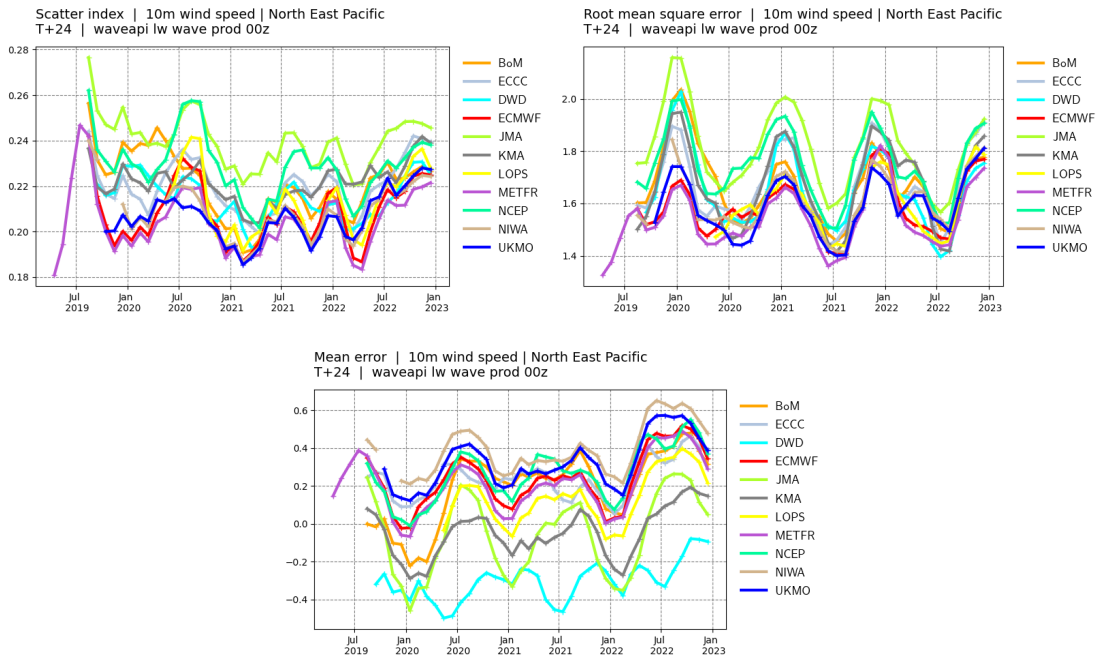 Scatter index | 10m wind speed | North East Pacific
T+24 | waveapi lw wave prod 00z
0.28
0.26
0.24
0.22
0.20
0.18
Jul 2019
Jan 2020
Jul 2020
Jan 2021
Jul 2021
Jan 2022
Jul 2022
Jan 2023
BoM
ECCC
DWD
ECMWF
JMA
KMA
LOPS
METFR
NCEP
NIWA
UKMO
Root mean square error | 10m wind speed | North East Pacific
T+24 | waveapi lw wave prod 00z
2.0
1.8
1.6
1.4
Jul 2019
Jan 2020
Jul 2020
Jan 2021
Jul 2021
Jan 2022
Jul 2022
Jan 2023
BoM
ECCC
DWD
ECMWF
JMA
KMA
LOPS
METFR
NCEP
NIWA
UKMO
Mean error | 10m wind speed | North East Pacific
T+24 | waveapi lw wave prod 00z
0.6
0.4
0.2
0.0
−0.2
−0.4
Jul 2019
Jan 2020
Jul 2020
Jan 2021
Jul 2021
Jan 2022
Jul 2022
Jan 2023
BoM
ECCC
DWD
ECMWF
JMA
KMA
LOPS
METFR
NCEP
NIWA
UKMO